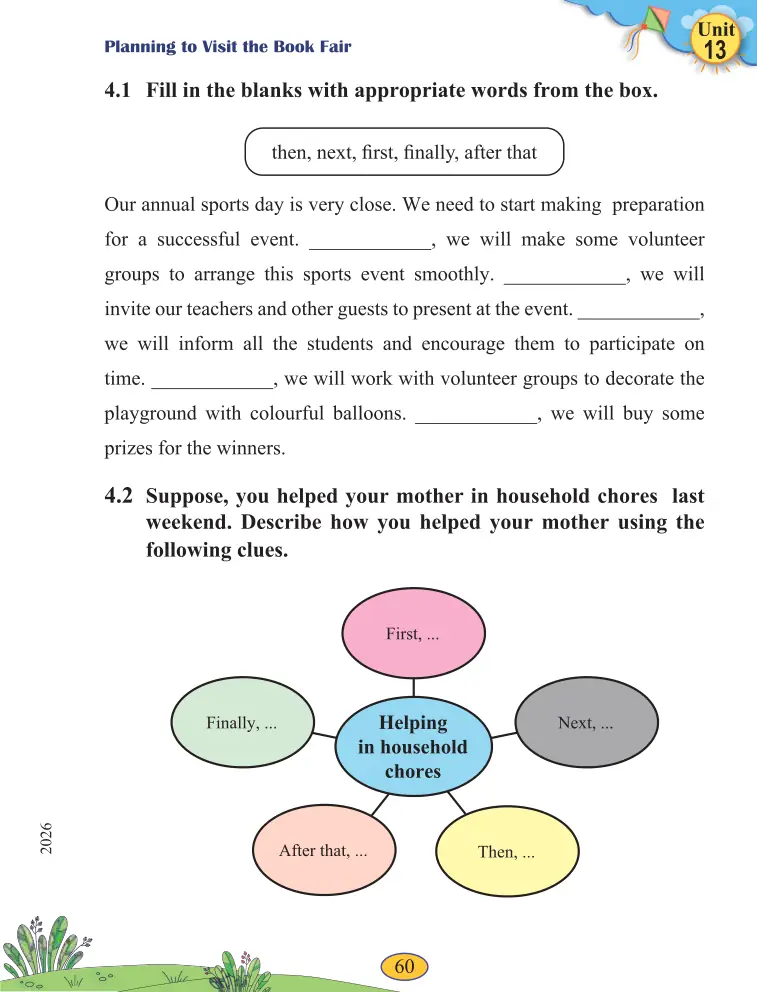 Planning to Visit the Book Fair
Unit
13
4.1 Fill in the blanks with appropriate words from the box.
then, next, first, finally, after that
Our annual sports day is very close. We need to start making preparation
for a successful event. ____________, we will make some volunteer
groups to arrange this sports event smoothly. ____________, we will
invite our teachers and other guests to present at the event. ____________,
we will inform all the students and encourage them to participate on
time. ____________, we will work with volunteer groups to decorate the
playground with colourful balloons. ____________, we will buy some
prizes for the winners.
4.2 Suppose, you helped your mother in household chores last
weekend. Describe how you helped your mother using the
following clues.
First, ...
Finally, ...
Helping
in household
chores
Next, ...
After that, ...
Then, ...
2026
60